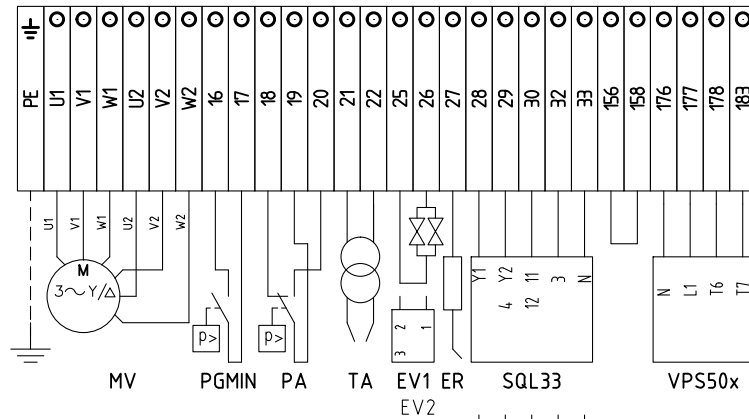 PE U1 V1 W1 U2 V2 W2 16 17 18 19 20 21 22 25 26 27 28 29 30 32 33 156 158 176 177 178 183
U1 V1 W1 U2 V2 W2
M
3~Y/Δ
p> p>
3 2 1
Y1 Y2 11 3 N
4 12
N L1 T6 T7
MV PGMIN PA TA EV1 ER SQL33 VPS50x
EV2